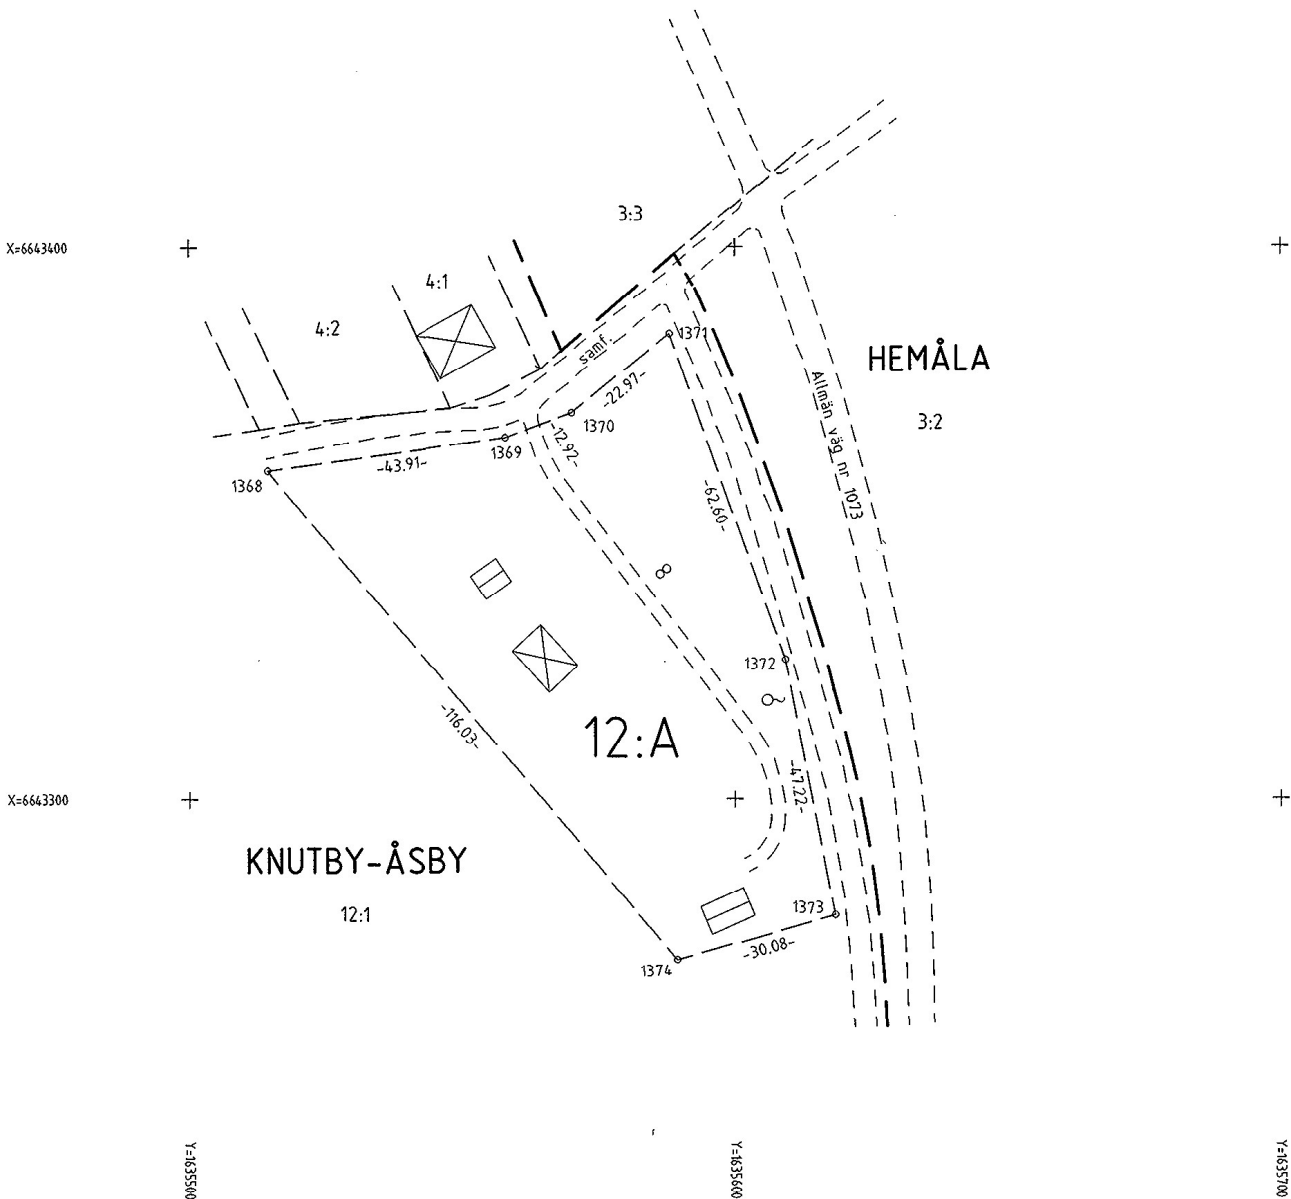 3:3
X=6643400
4:1
4:2
1371
samf.
HEMÅLA
-22.97-
Allmän väg nr 1073
3:2
1370
-12.92-
1369
-43.91-
1368
-62.60-
1372
-116.03-
12:A
-47.22-
X=6643300
KNUTBY-ÅSBY
12:1
1373
-30.08-
1374
Y=1635500
Y=1635600
Y=1635700